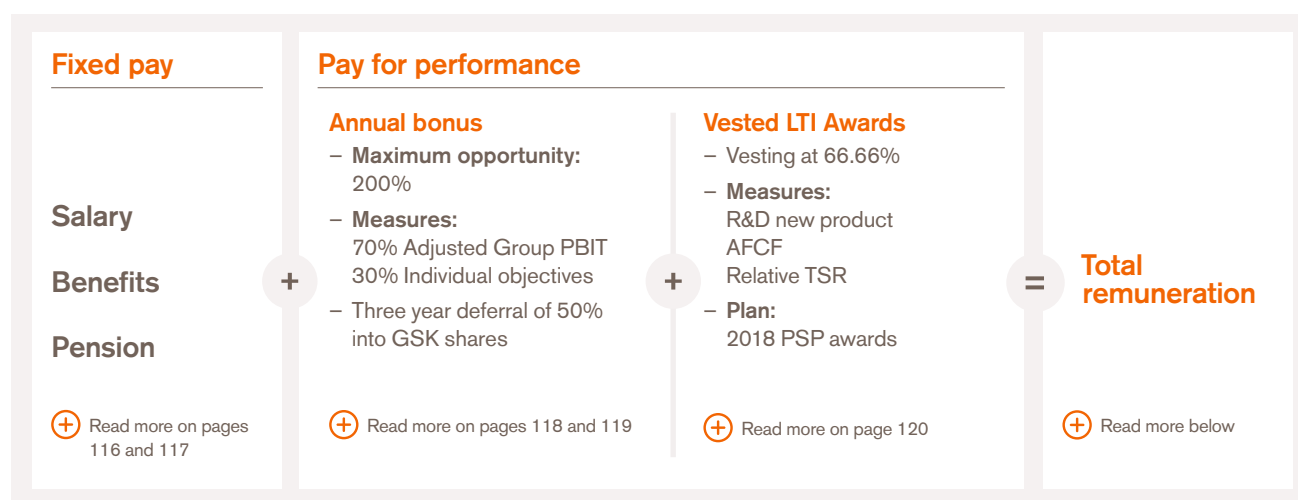 Fixed pay
Salary
Benefits
Pension
Read more on pages
116 and 117
+
Pay for performance
Annual bonus
– Maximum opportunity:
200%
– Measures:
70% Adjusted Group PBIT
30% Individual objectives
– Three year deferral of 50%
into GSK shares
Read more on pages 118 and 119
+
Vested LTI Awards
– Vesting at 66.66%
– Measures:
R&D new product
AFCF
Relative TSR
– Plan:
2018 PSP awards
Read more on page 120
=
Total
remuneration
Read more below